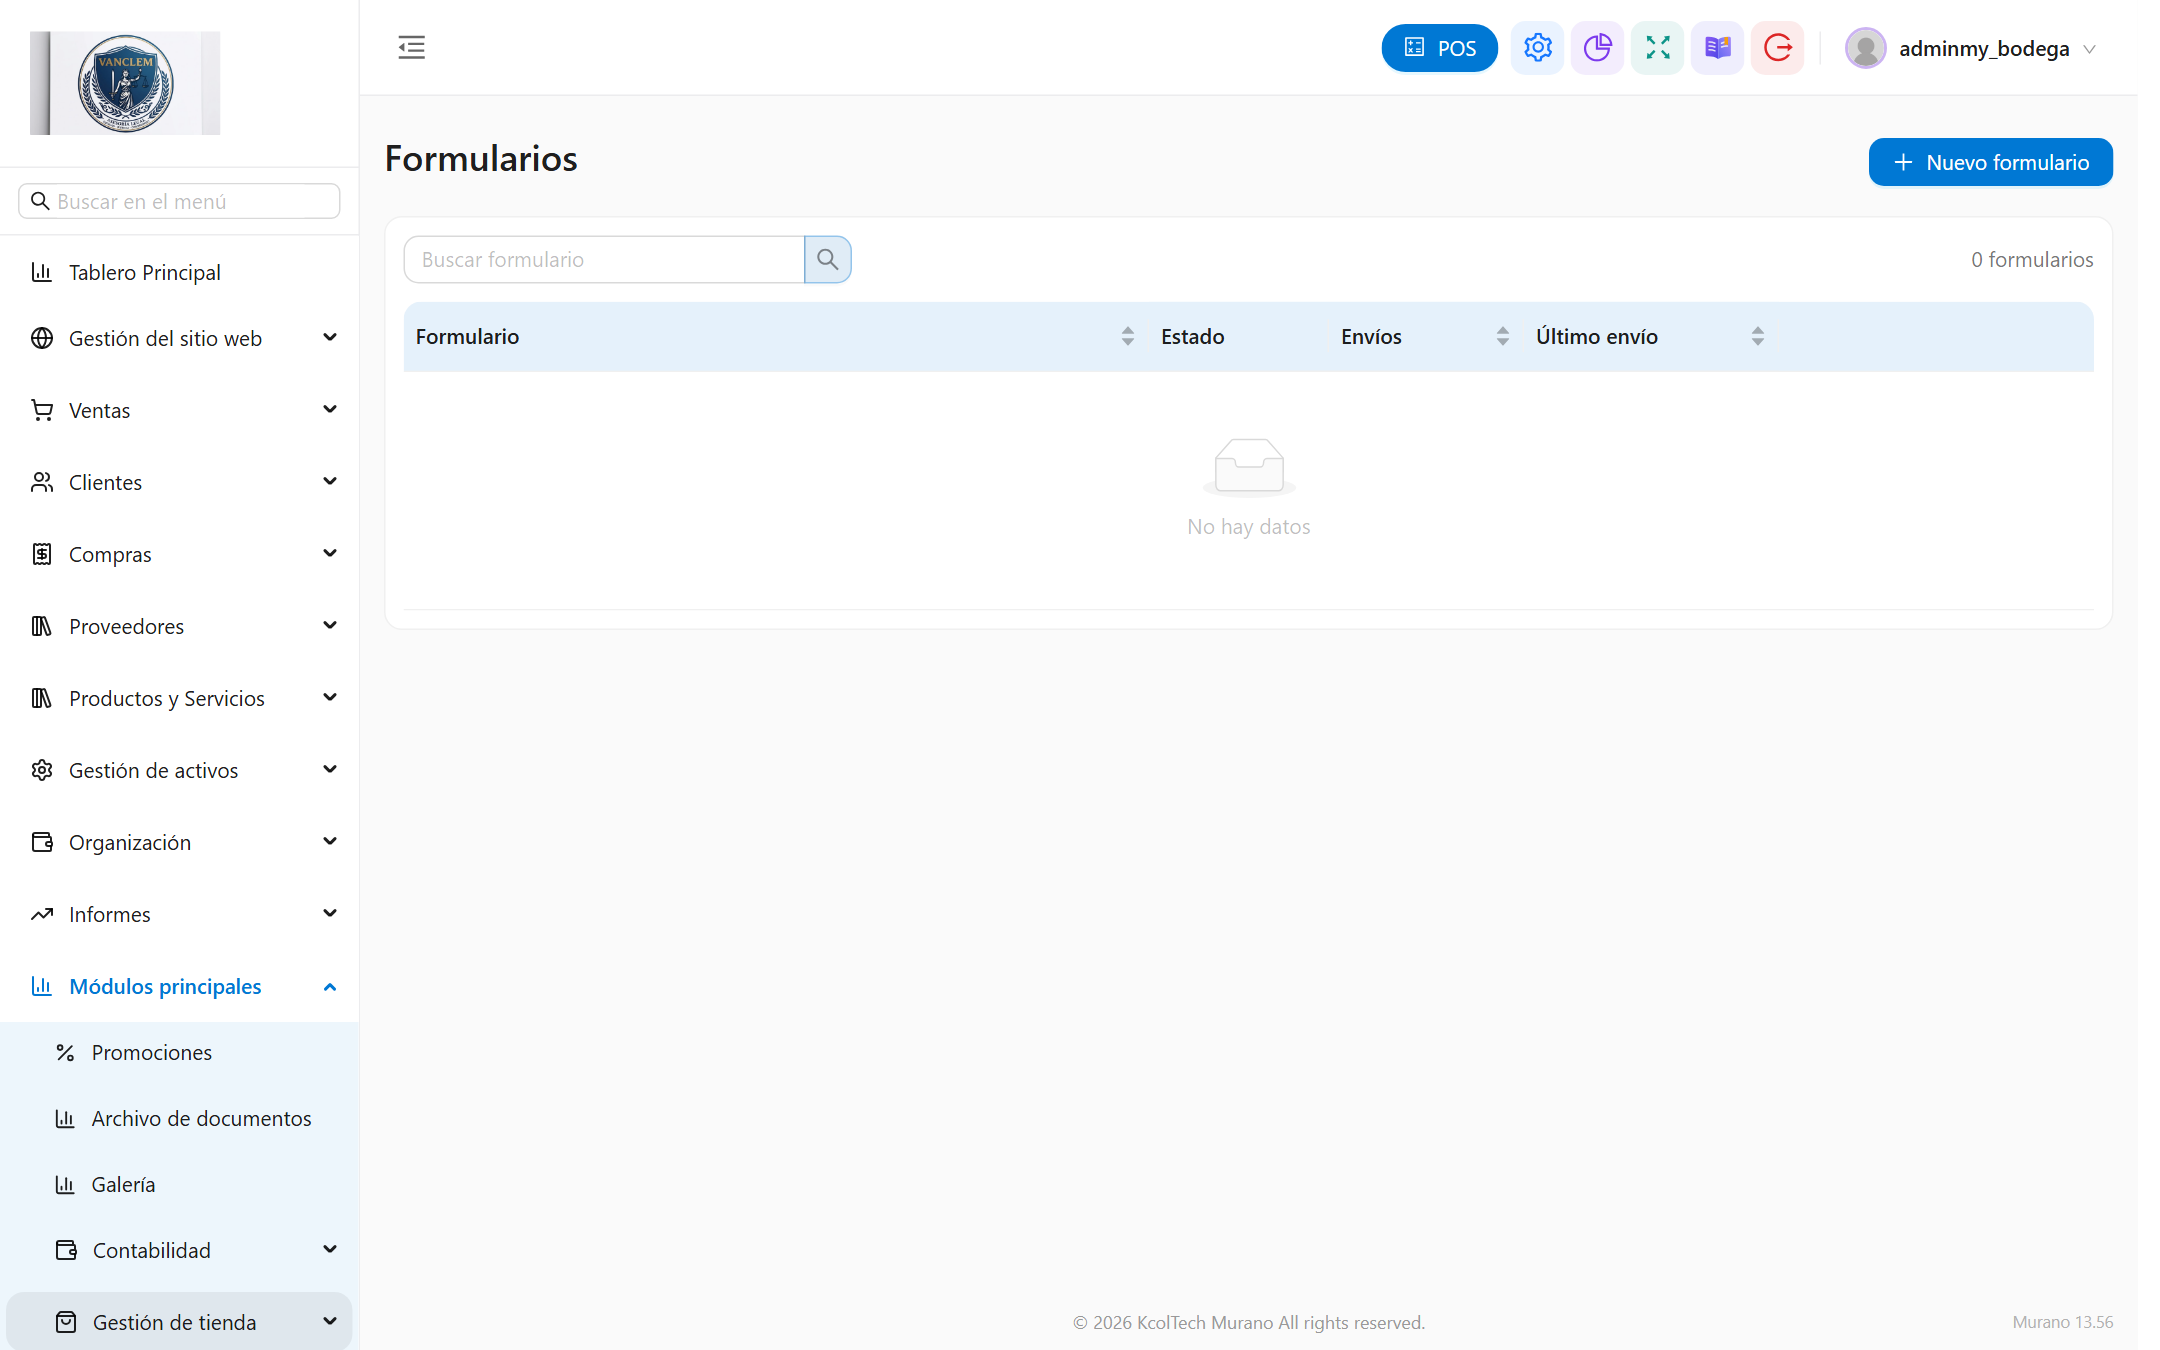 VANCLEM
ASESORÍA LEGAL
POS
adminmy_bodega
Buscar en el menú
Tablero Principal
Gestión del sitio web
Ventas
Clientes
Compras
Proveedores
Productos y Servicios
Gestión de activos
Organización
Informes
Módulos principales
Promociones
Archivo de documentos
Galería
Contabilidad
Gestión de tienda
Formularios
Nuevo formulario
Buscar formulario
0 formularios
Formulario Estado Envíos Último envío
No hay datos
© 2026 KcolTech Murano All rights reserved.
Murano 13.56